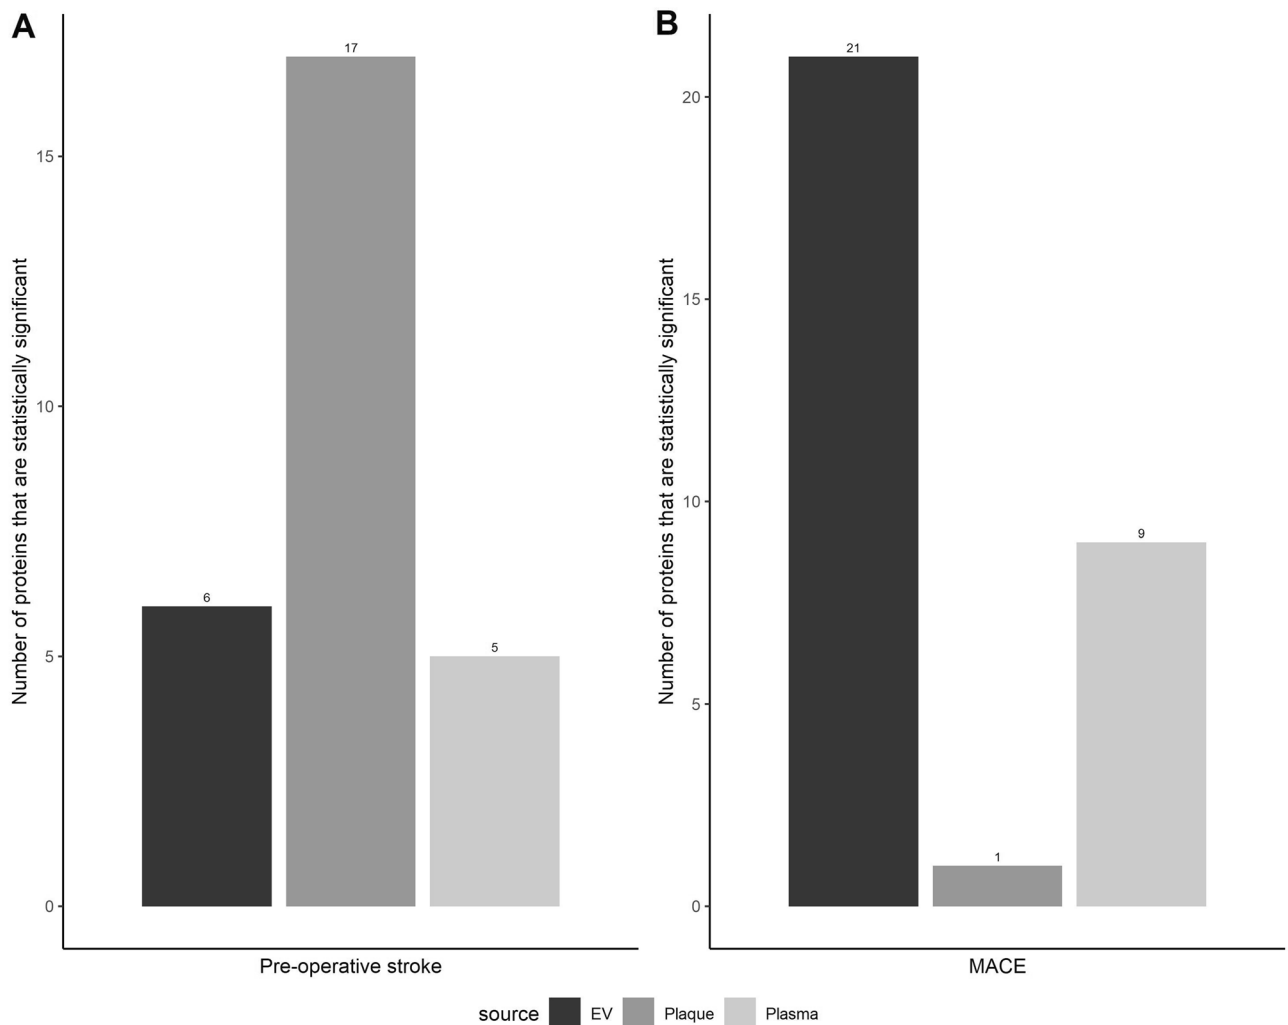 A
Number of proteins that are statistically significant
15
10
5
0
17
6
5
Pre-operative stroke
B
Number of proteins that are statistically significant
20
15
10
5
0
21
9
1
MACE
source EV Plaque Plasma